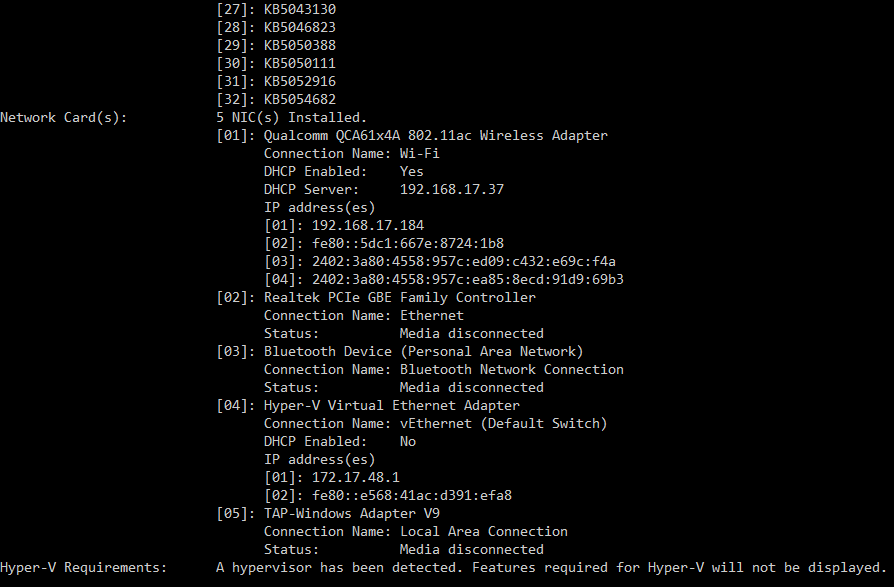 [27]: KB5043130
[28]: KB5046823
[29]: KB5050388
[30]: KB5050111
[31]: KB5052916
[32]: KB5054682
Network Card(s): 5 NIC(s) Installed.
[01]: Qualcomm QCA61x4A 802.11ac Wireless Adapter
Connection Name: Wi-Fi
DHCP Enabled: Yes
DHCP Server: 192.168.17.37
IP address(es)
[01]: 192.168.17.184
[02]: fe80::5dc1:667e:8724:1b8
[03]: 2402:3a80:4558:957c:ed09:c432:e69c:f4a
[04]: 2402:3a80:4558:957c:ea85:8ecd:91d9:69b3
[02]: Realtek PCIe GBE Family Controller
Connection Name: Ethernet
Status: Media disconnected
[03]: Bluetooth Device (Personal Area Network)
Connection Name: Bluetooth Network Connection
Status: Media disconnected
[04]: Hyper-V Virtual Ethernet Adapter
Connection Name: vEthernet (Default Switch)
DHCP Enabled: No
IP address(es)
[01]: 172.17.48.1
[02]: fe80::e568:41ac:d391:efa8
[05]: TAP-Windows Adapter V9
Connection Name: Local Area Connection
Status: Media disconnected
Hyper-V Requirements: A hypervisor has been detected. Features required for Hyper-V will not be displayed.